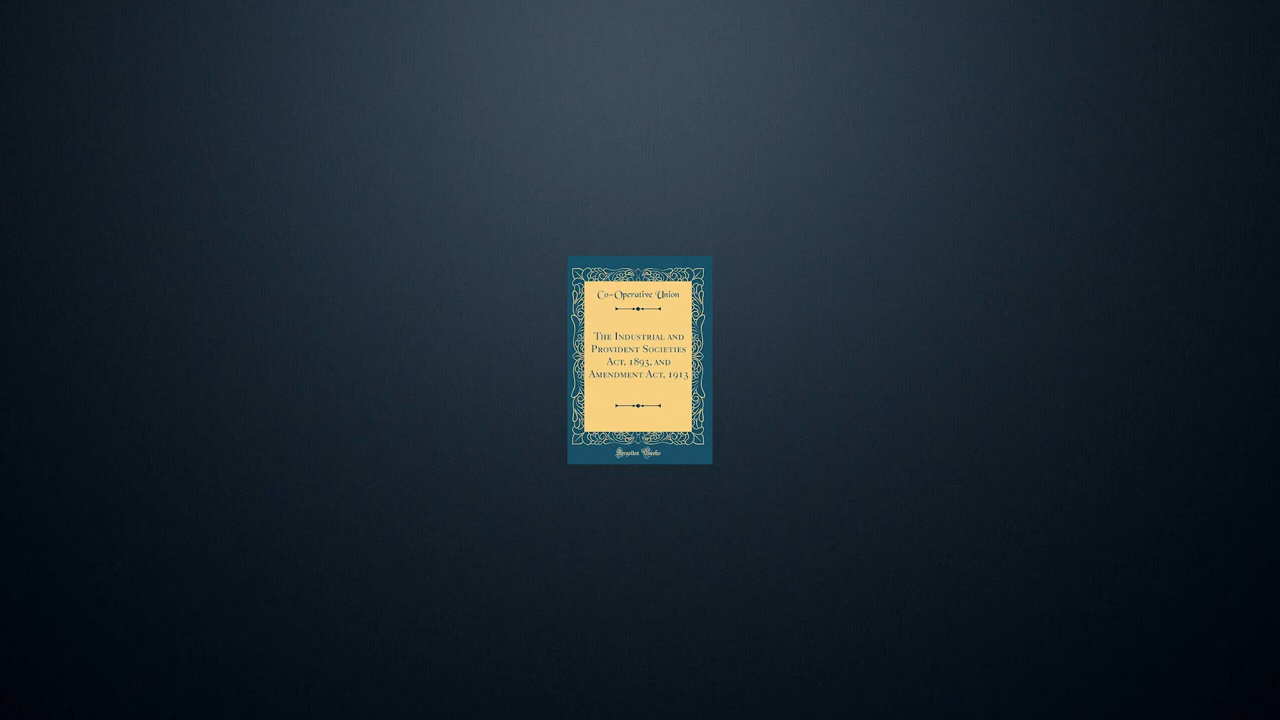 Co-Operative Union
The Industrial and
Provident Societies
Act, 1893, and
Amendment Act, 1913
Forgotten Books